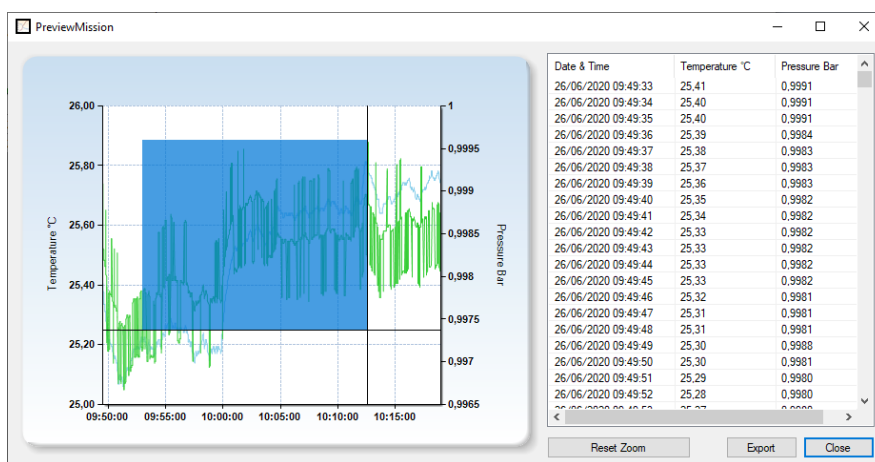 PreviewMission
26,00
25,80
25,60
25,40
25,20
25,00
Temperature °C
09:50:00 09:55:00 10:00:00 10:05:00 10:10:00 10:15:00
1
0,9995
0,999
0,9985
0,998
0,9975
0,997
0,9965
Pressure Bar
Date & Time Temperature °C Pressure Bar
26/06/2020 09:49:33 25,41 0,9991
26/06/2020 09:49:34 25,40 0,9991
26/06/2020 09:49:35 25,40 0,9991
26/06/2020 09:49:36 25,39 0,9984
26/06/2020 09:49:37 25,38 0,9983
26/06/2020 09:49:38 25,37 0,9983
26/06/2020 09:49:39 25,36 0,9983
26/06/2020 09:49:40 25,35 0,9982
26/06/2020 09:49:41 25,34 0,9982
26/06/2020 09:49:42 25,33 0,9982
26/06/2020 09:49:43 25,33 0,9982
26/06/2020 09:49:44 25,33 0,9982
26/06/2020 09:49:45 25,33 0,9982
26/06/2020 09:49:46 25,32 0,9981
26/06/2020 09:49:47 25,31 0,9981
26/06/2020 09:49:48 25,31 0,9981
26/06/2020 09:49:49 25,30 0,9988
26/06/2020 09:49:50 25,30 0,9981
26/06/2020 09:49:51 25,29 0,9980
26/06/2020 09:49:52 25,28 0,9980
Reset Zoom Export Close